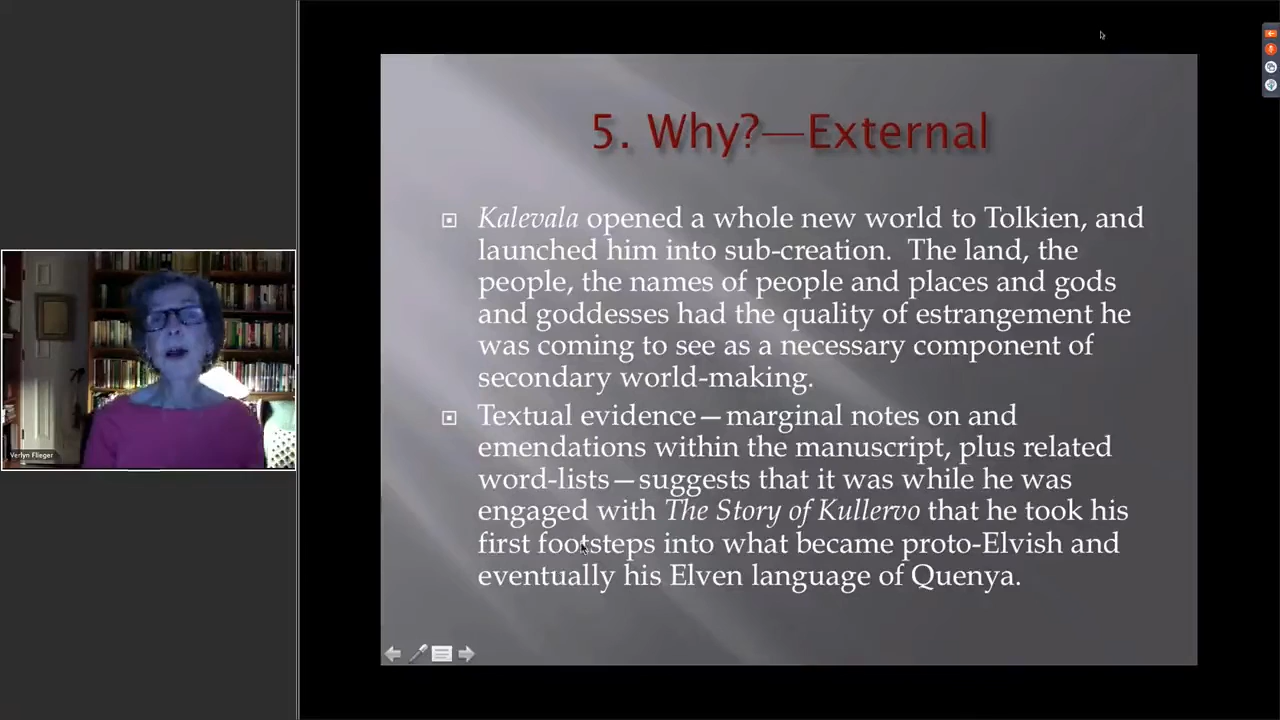 5. Why?—External
Kalevala opened a whole new world to Tolkien, and
launched him into sub-creation.  The land, the
people, the names of people and places and gods
and goddesses had the quality of estrangement he
was coming to see as a necessary component of
secondary world-making.
Textual evidence—marginal notes on and
emendations within the manuscript, plus related
word-lists—suggests that it was while he was
engaged with The Story of Kullervo that he took his
first footsteps into what became proto-Elvish and
eventually his Elven language of Quenya.
Verlyn Flieger